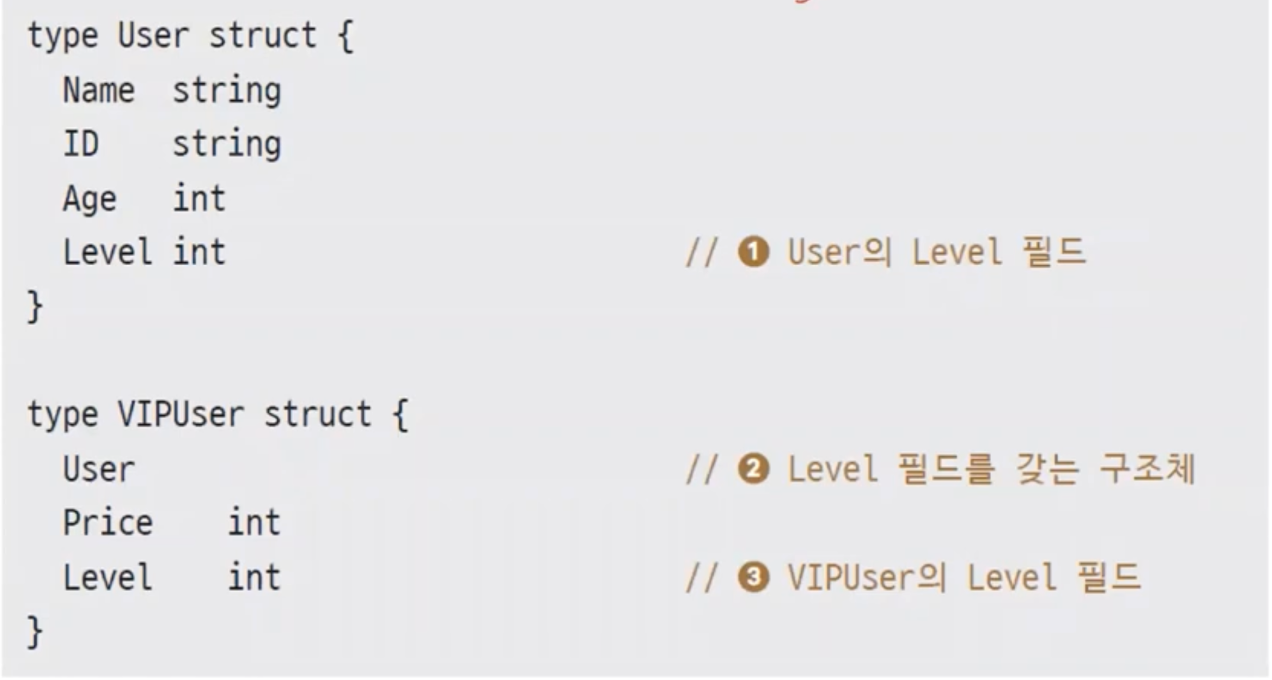 type User struct {
  Name  string
  ID    string
  Age   int
  Level int                         // ❶ User의 Level 필드
}
type VIPUser struct {
  User                              // ❷ Level 필드를 갖는 구조체
  Price    int
  Level    int                      // ❸ VIPUser의 Level 필드
}